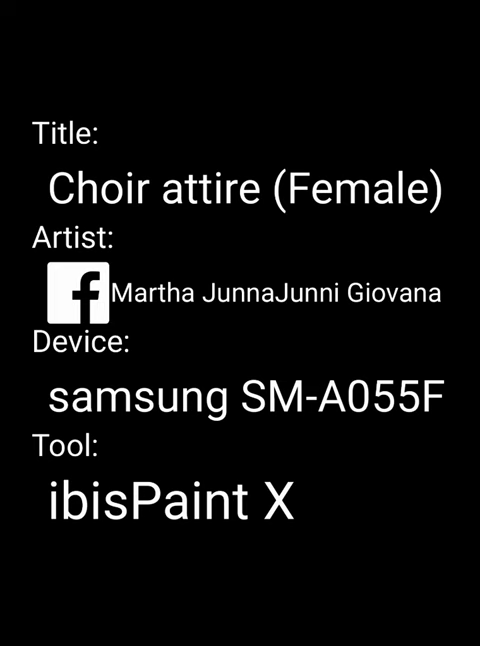 Title:
Choir attire (Female)
Artist:
Martha JunnaJunni Giovana
Device:
samsung SM-A055F
Tool:
ibisPaint X